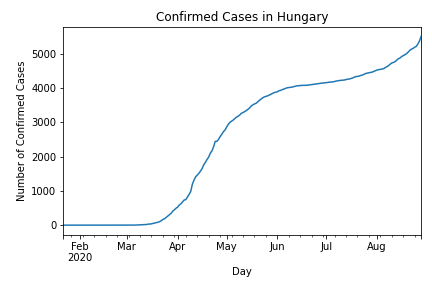 Confirmed Cases in Hungary
Number of Confirmed Cases
5000
4000
3000
2000
1000
0
Feb Mar Apr May Jun Jul Aug
2020
Day